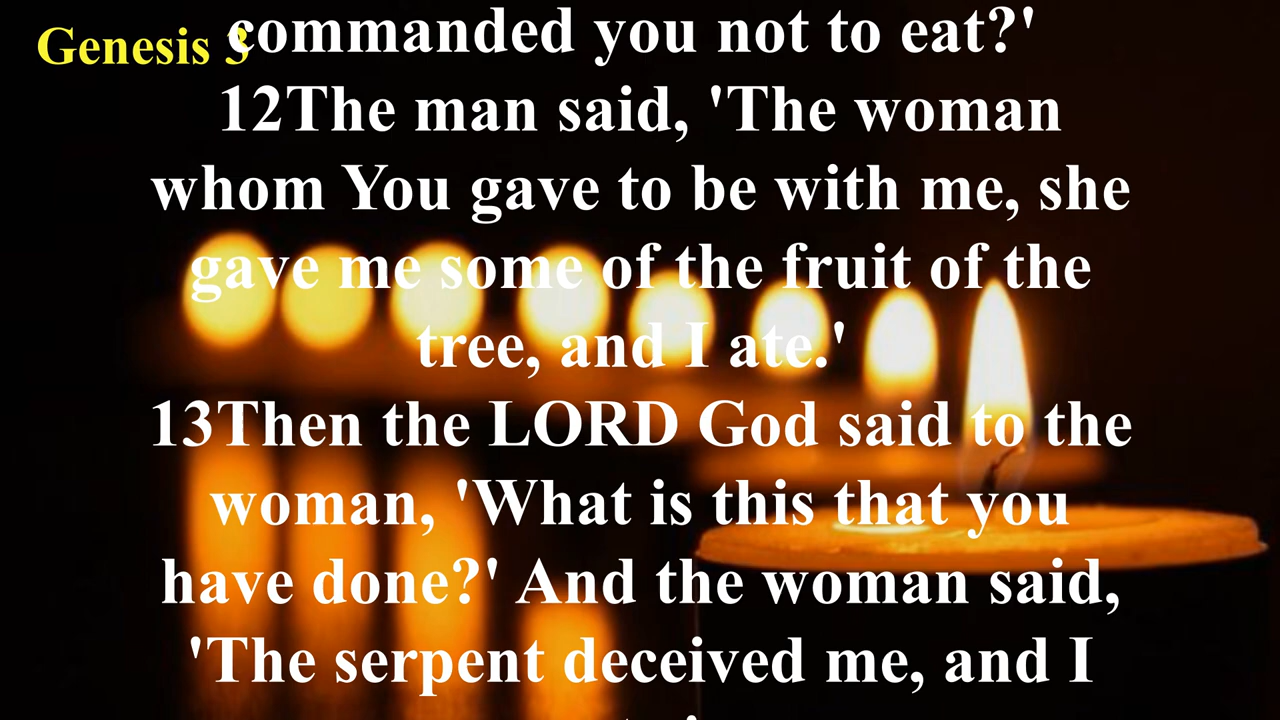 Genesis 3
commanded you not to eat?'
12The man said, 'The woman
whom You gave to be with me, she
gave me some of the fruit of the
tree, and I ate.'
13Then the LORD God said to the
woman, 'What is this that you
have done?' And the woman said,
'The serpent deceived me, and I